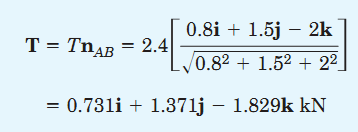 T = Tn_AB = 2.4[(0.8i + 1.5j − 2k)/√(0.8² + 1.5² + 2²)]
= 0.731i + 1.371j − 1.829k kN